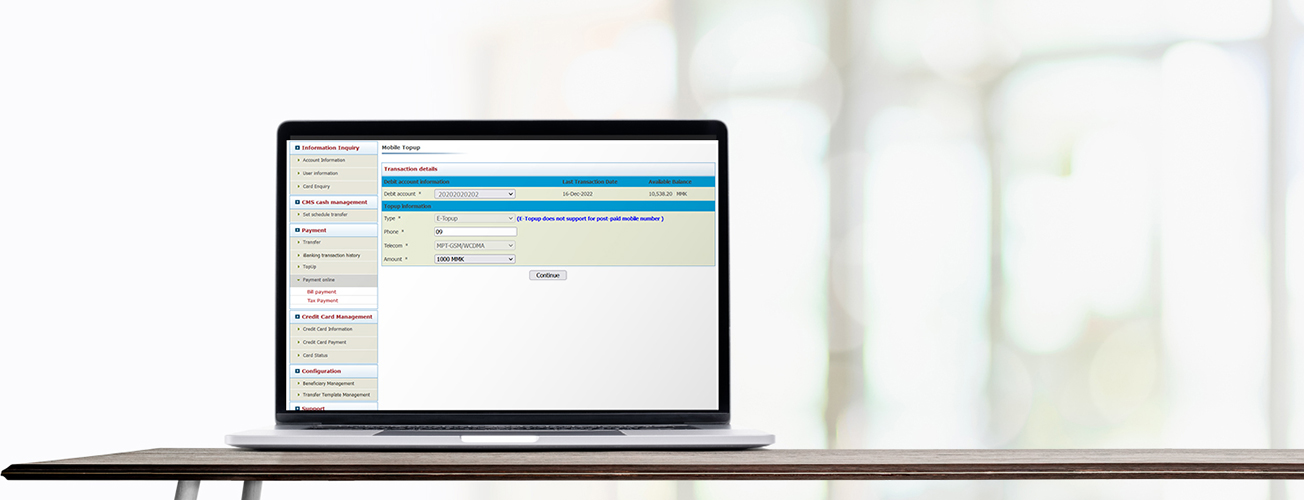 Information Inquiry
Account Information
User information
Card Enquiry
CMS cash management
Set schedule transfer
Payment
Transfer
iBanking transaction history
TopUp
Payment online
Bill payment
Tax Payment
Credit Card Management
Credit Card Information
Credit Card Payment
Card Status
Configuration
Beneficiary Management
Transfer Template Management
Support
Mobile Topup
Transaction details
Debit account information Last Transaction Date Available Balance
Debit account * 20202020202 16-Dec-2022 10,538.20 MMK
Topup information
Type * E-Topup (E-Topup does not support for post-paid mobile number )
Phone * 09
Telecom * MPT-GSM/WCDMA
Amount * 1000 MMK
Continue